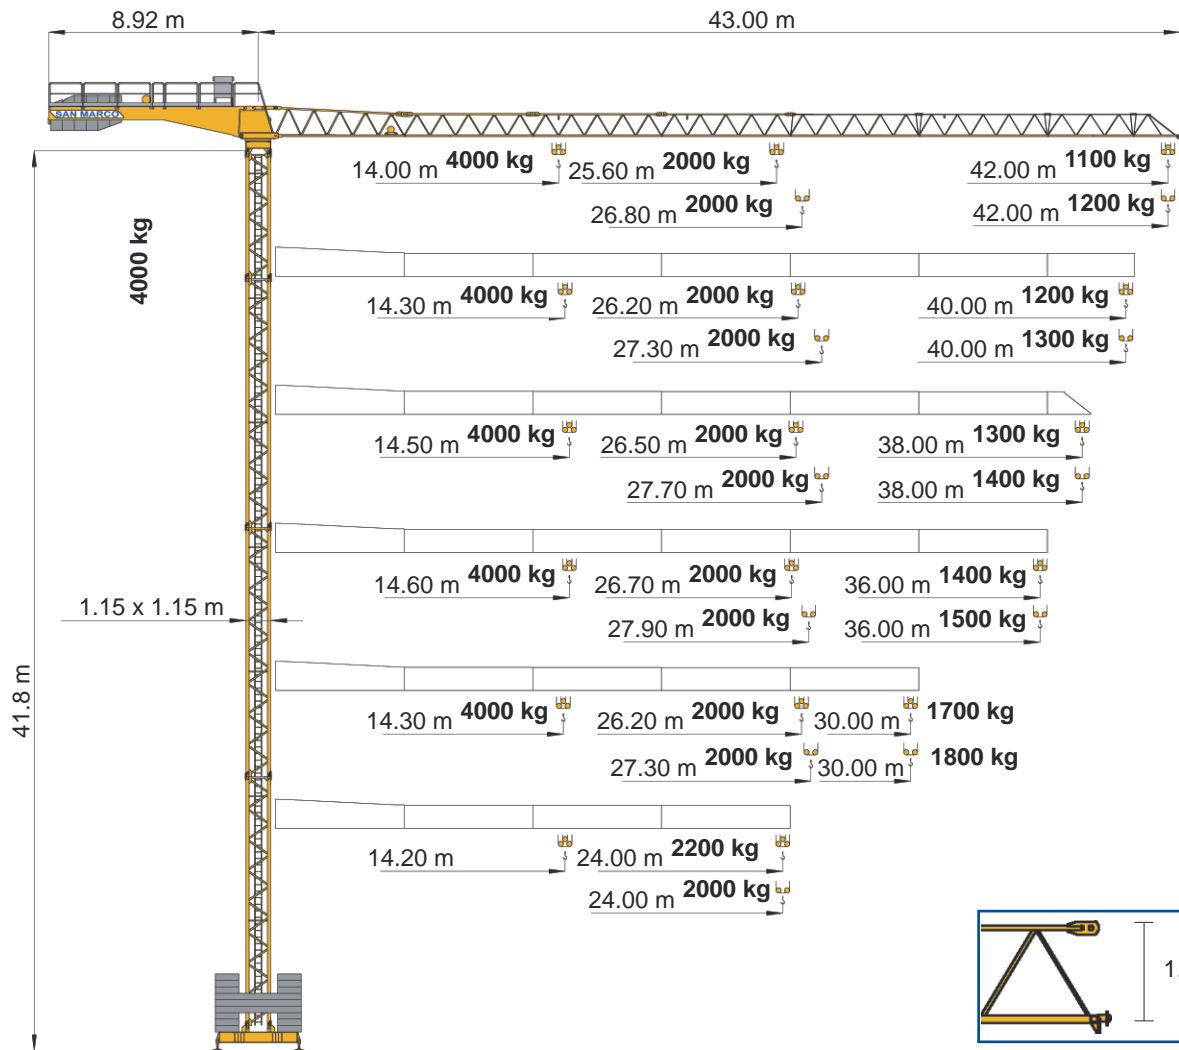 8.92 m 43.00 m
SAN MARCO
14.00 m 4000 kg 25.60 m 2000 kg 42.00 m 1100 kg
26.80 m 2000 kg 42.00 m 1200 kg
4000 kg
14.30 m 4000 kg 26.20 m 2000 kg 40.00 m 1200 kg
27.30 m 2000 kg 40.00 m 1300 kg
14.50 m 4000 kg 26.50 m 2000 kg 38.00 m 1300 kg
27.70 m 2000 kg 38.00 m 1400 kg
14.60 m 4000 kg 26.70 m 2000 kg 36.00 m 1400 kg
1.15 x 1.15 m 27.90 m 2000 kg 36.00 m 1500 kg
41.8 m
14.30 m 4000 kg 26.20 m 2000 kg 30.00 m 1700 kg
27.30 m 2000 kg 30.00 m 1800 kg
14.20 m 24.00 m 2200 kg
24.00 m 2000 kg